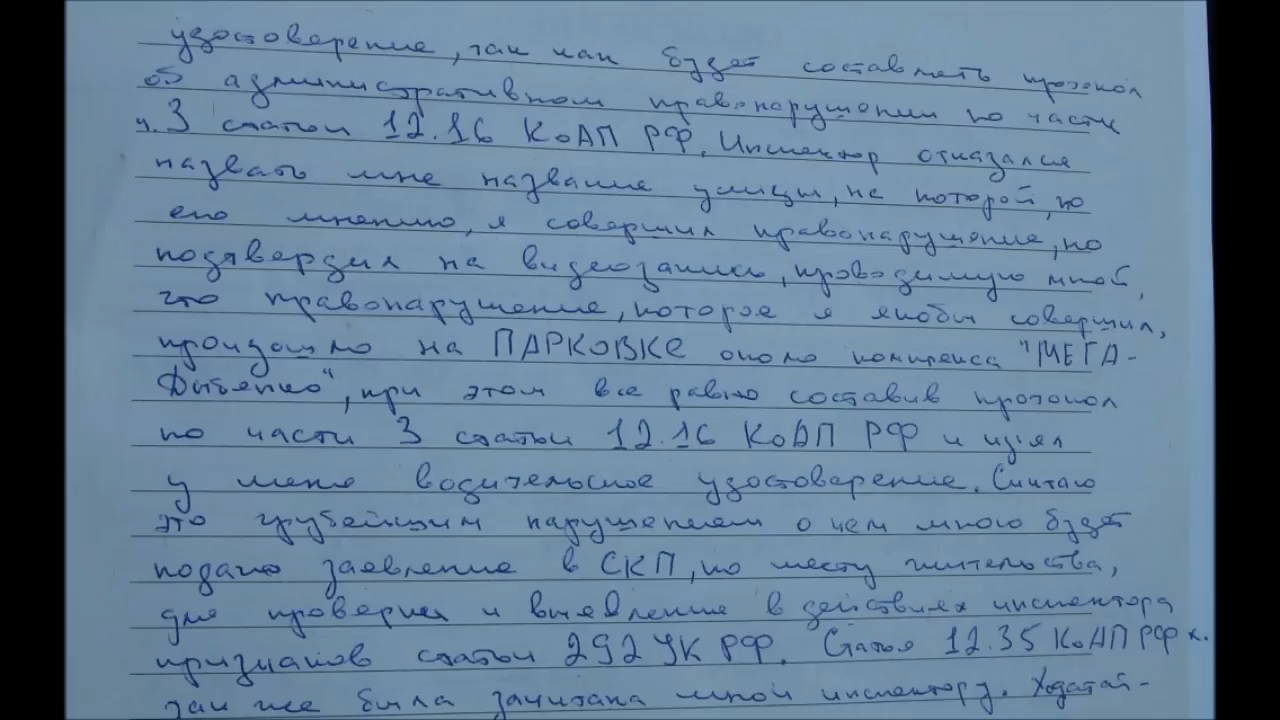 удостоверение, так как будет составлять протокол
об административном правонарушении по части
ч.3 статьи 12.16 КоАП РФ. Инспектор отказался
назвать мне название улицы, на которой, по
его мнению, я совершил правонарушение, но
подтвердил на видеозапись, проводимую мной,
что правонарушение, которое я якобы совершил,
произошло на ПАРКОВКЕ около комплекса "МЕГА-
Дыбенко", при этом все равно составив протокол
по части 3 статьи 12.16 КоАП РФ и изъял
у меня водительское удостоверение. Считаю
это грубейшим нарушением о чем мною будет
подано заявление в СКП, по месту жительства,
для проверки и выявление в действиях инспектора
признаков статьи 292 УК РФ. Статья 12.35 КоАП РФ
так же была зачитана мной инспектору. Ходатай-